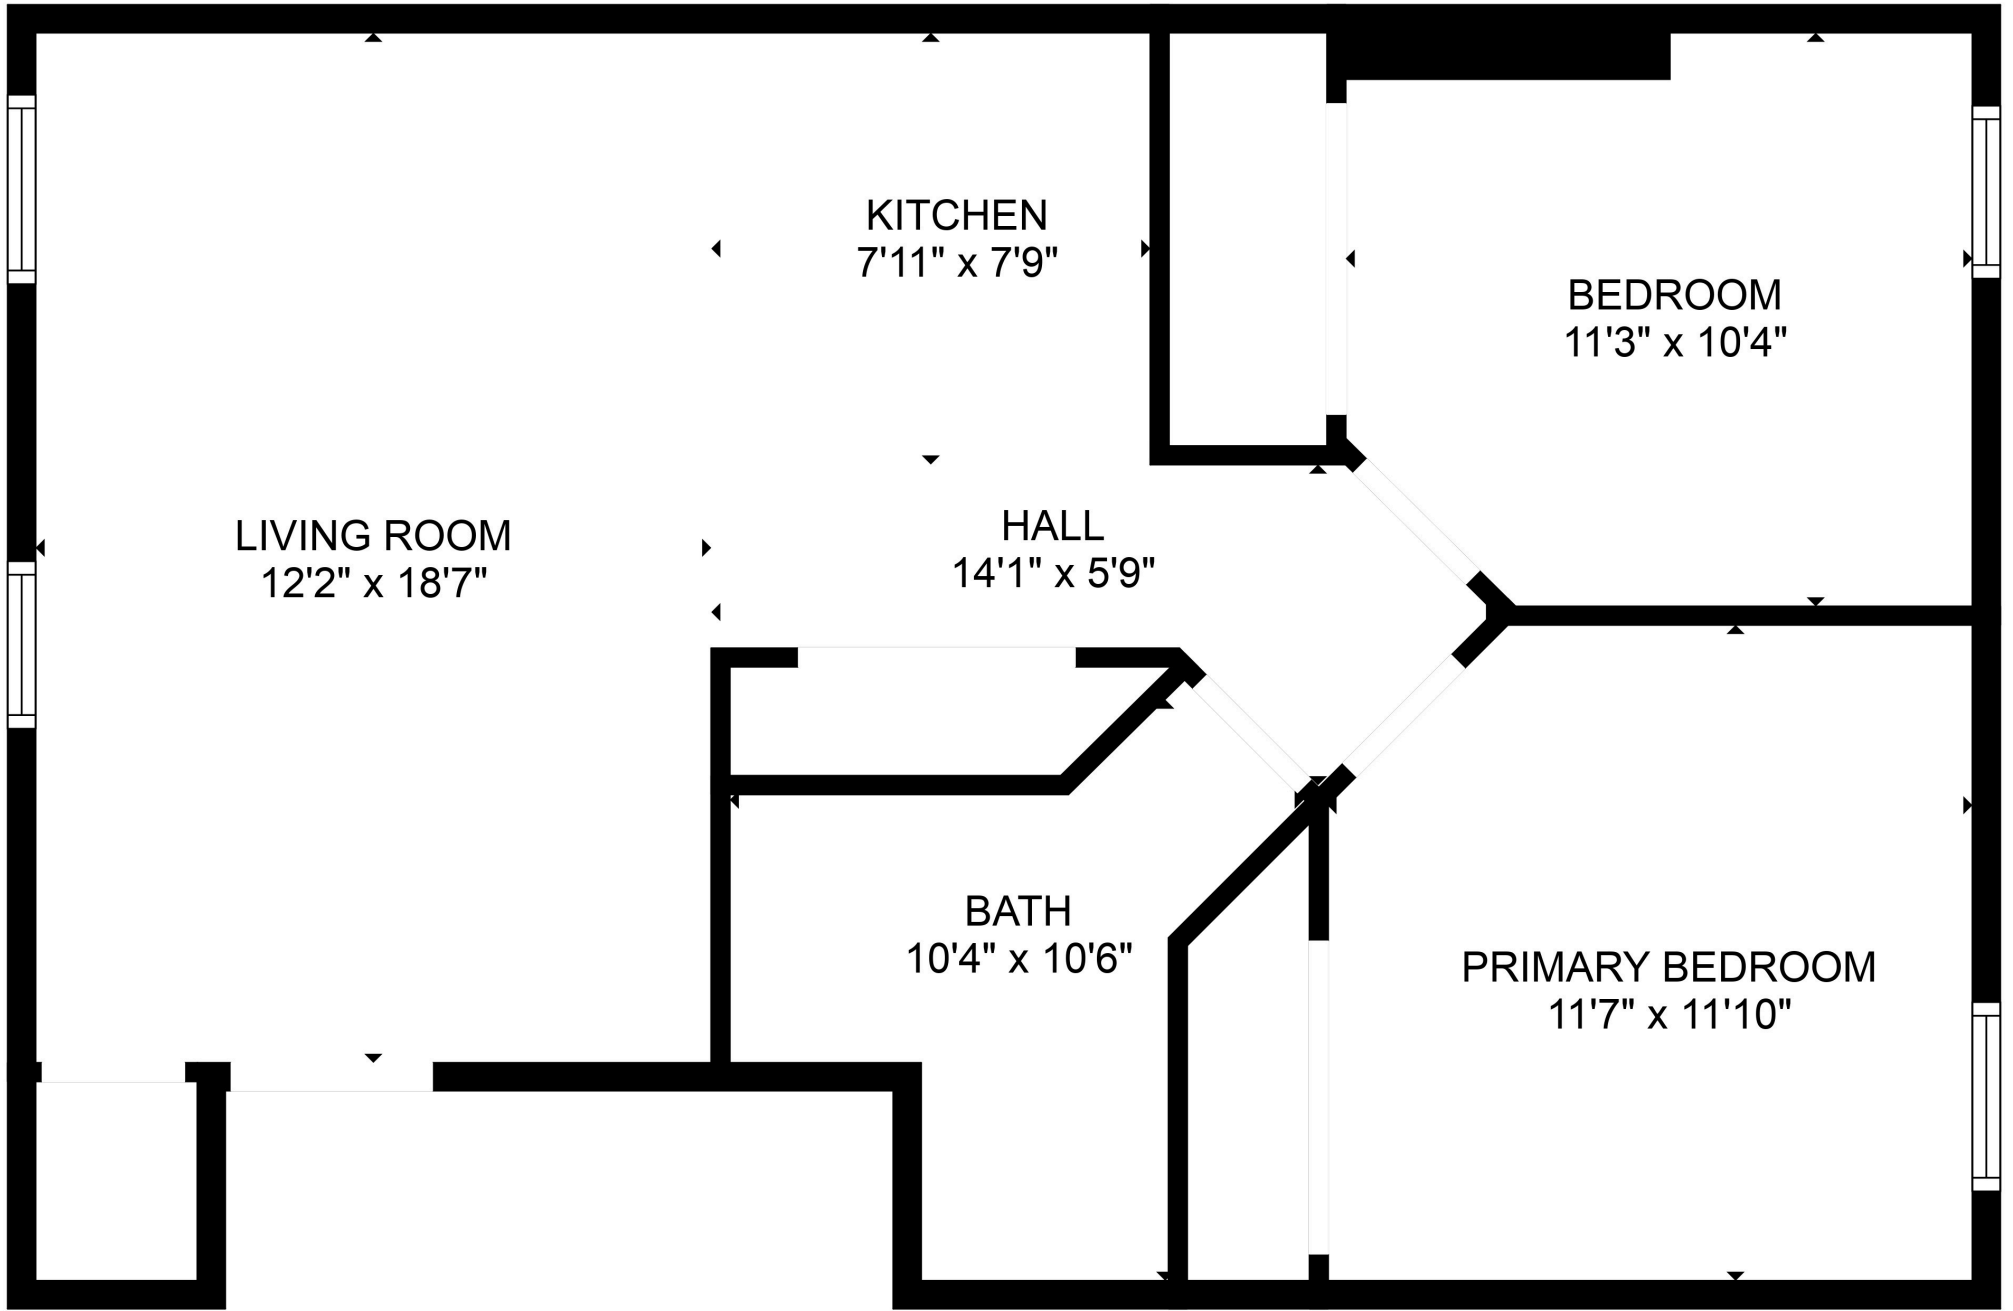 KITCHEN
7'11" x 7'9"
BEDROOM
11'3" x 10'4"
LIVING ROOM
12'2" x 18'7"
HALL
14'1" x 5'9"
BATH
10'4" x 10'6"
PRIMARY BEDROOM
11'7" x 11'10"